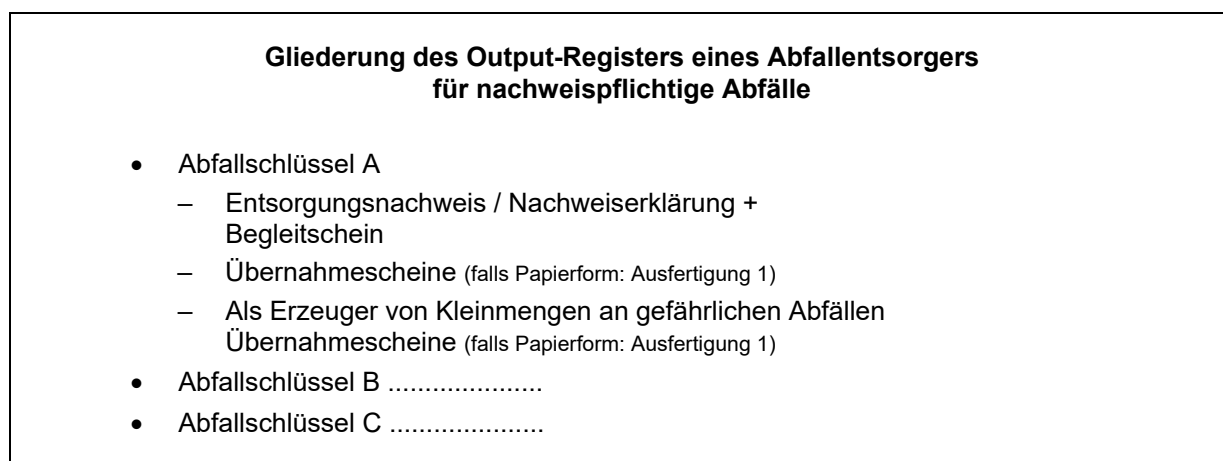 Gliederung des Output-Registers eines Abfallentsorgers
für nachweispflichtige Abfälle
• Abfallschlüssel A
– Entsorgungsnachweis / Nachweiserklärung +
Begleitschein
– Übernahmescheine (falls Papierform: Ausfertigung 1)
– Als Erzeuger von Kleinmengen an gefährlichen Abfällen
Übernahmescheine (falls Papierform: Ausfertigung 1)
• Abfallschlüssel B .....................
• Abfallschlüssel C .....................